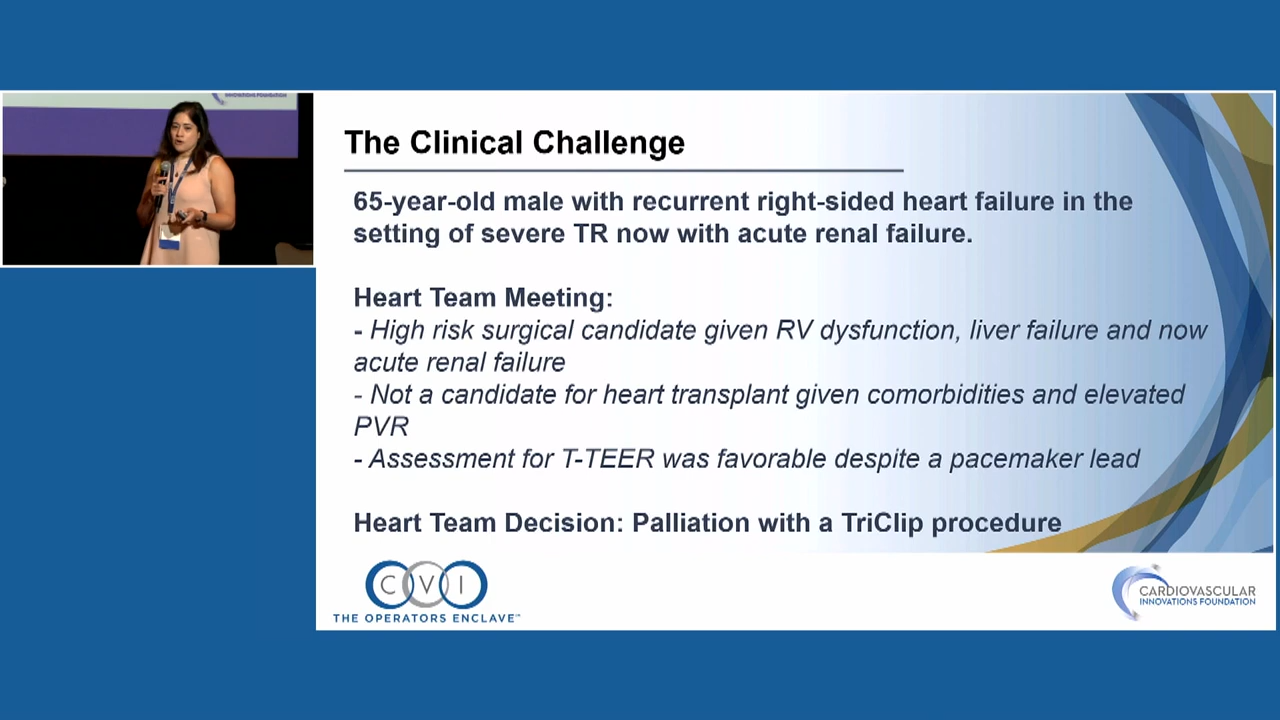 INNOVATIONS FOUNDATION
The Clinical Challenge
65-year-old male with recurrent right-sided heart failure in the
setting of severe TR now with acute renal failure.
Heart Team Meeting:
- High risk surgical candidate given RV dysfunction, liver failure and now
acute renal failure
- Not a candidate for heart transplant given comorbidities and elevated
PVR
- Assessment for T-TEER was favorable despite a pacemaker lead
Heart Team Decision: Palliation with a TriClip procedure
CVI
THE OPERATORS ENCLAVE™
CARDIOVASCULAR
INNOVATIONS FOUNDATION